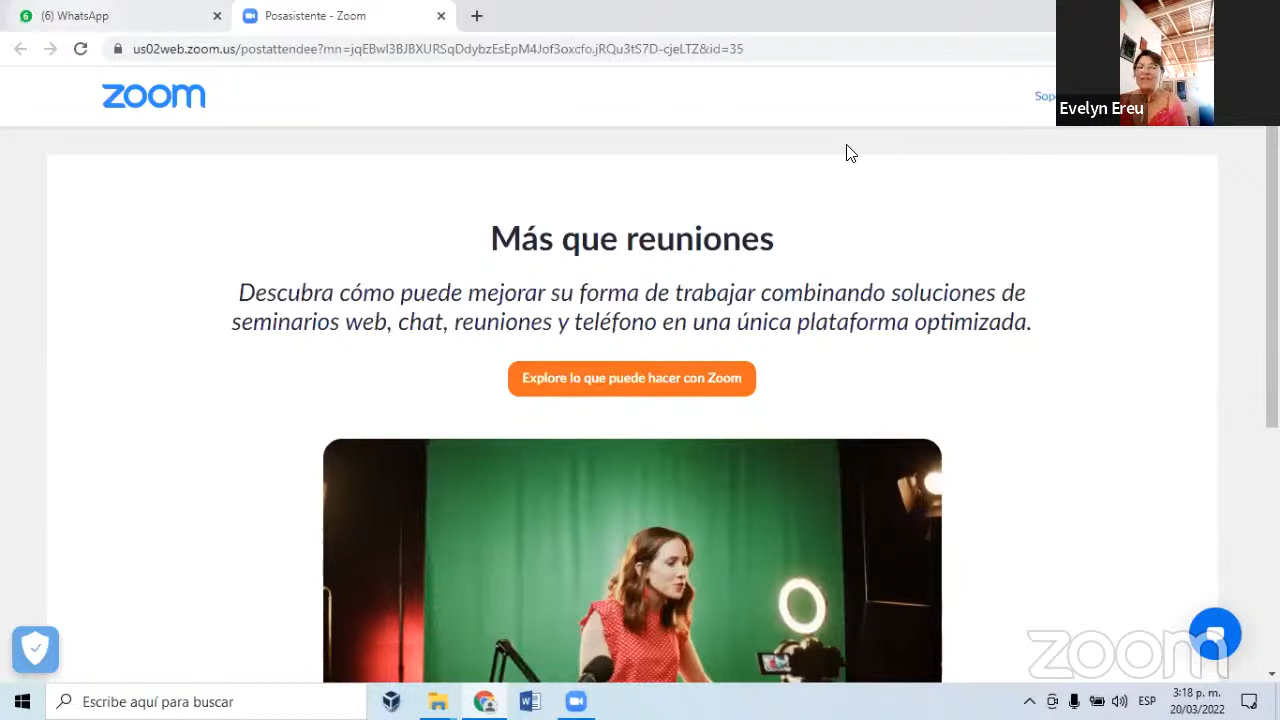 6
(6) WhatsApp
Posasistente - Zoom
us02web.zoom.us/postattendee?mn=jqEBwI3BJBXURSqDdybzEsEpM4Jof3oxcfo.jRQu3tS7D-cjeLTZ&id=35
zoom
Sop
Evelyn Ereu
Más que reuniones
Descubra cómo puede mejorar su forma de trabajar combinando soluciones de
seminarios web, chat, reuniones y teléfono en una única plataforma optimizada.
Explore lo que puede hacer con Zoom
zoom
Escribe aquí para buscar
W
ESP
3:18 p. m.
20/03/2022